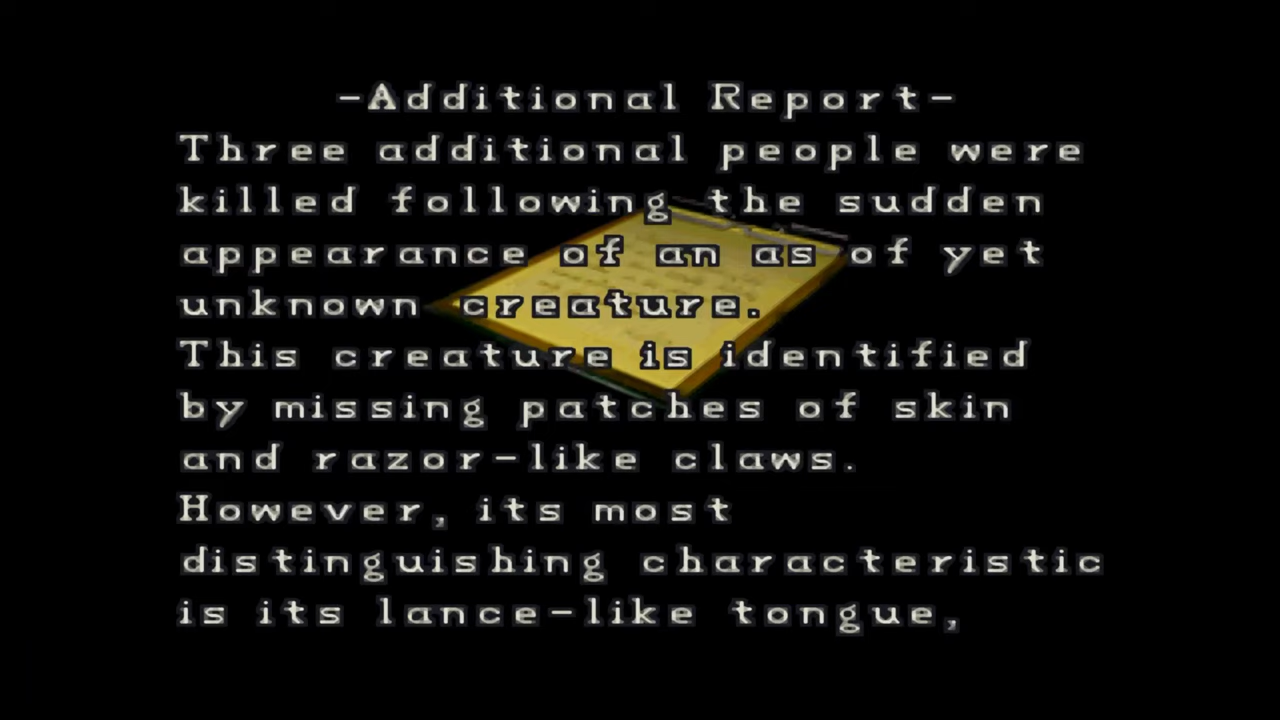 -Additional Report-
Three additional people were
killed following the sudden
appearance of an as of yet
unknown creature.
This creature is identified
by missing patches of skin
and razor-like claws.
However, its most
distinguishing characteristic
is its lance-like tongue,